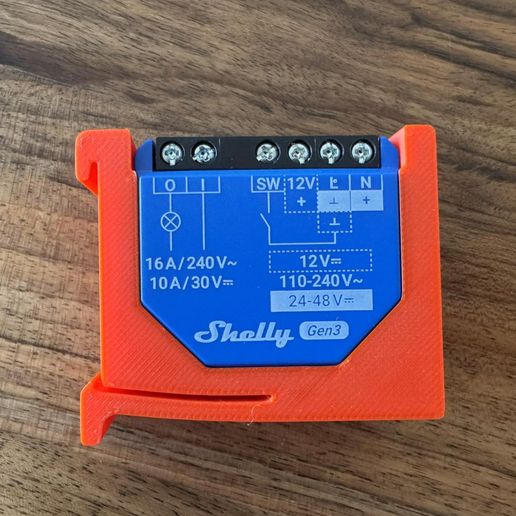 O I SW 12V L N
+ ⊥ +
⊥
16A/240V~ 12V⎓
10A/30V⎓ 110-240V~
24-48V⎓
Shelly Gen3